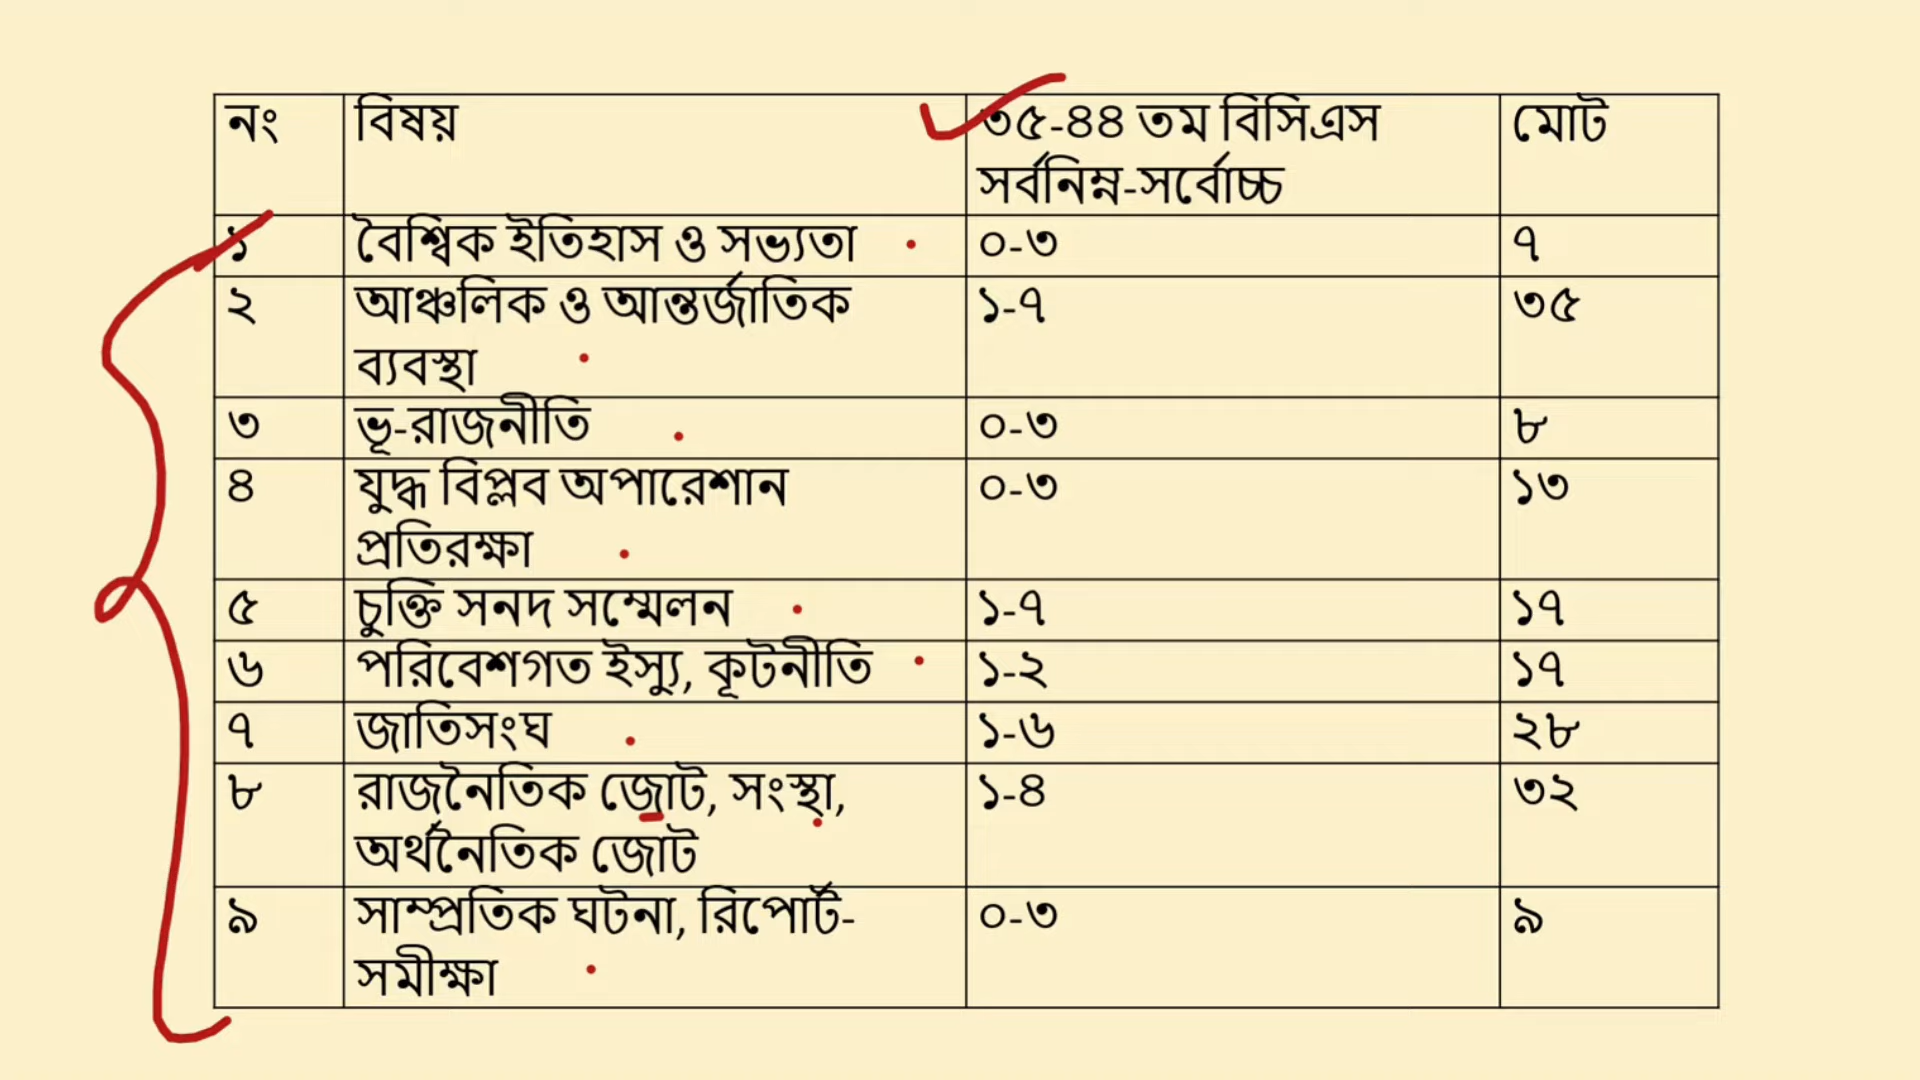 নং বিষয় ৩৫-৪৪ তম বিসিএস মোট
সর্বনিম্ন-সর্বোচ্চ
১ বৈশ্বিক ইতিহাস ও সভ্যতা ০-৩ ৭
২ আঞ্চলিক ও আন্তর্জাতিক ১-৭ ৩৫
ব্যবস্থা
৩ ভূ-রাজনীতি ০-৩ ৮
৪ যুদ্ধ বিপ্লব অপারেশান ০-৩ ১৩
প্রতিরক্ষা
৫ চুক্তি সনদ সম্মেলন ১-৭ ১৭
৬ পরিবেশগত ইস্যু, কূটনীতি ১-২ ১৭
৭ জাতিসংঘ ১-৬ ২৮
৮ রাজনৈতিক জোট, সংস্থা, ১-৪ ৩২
অর্থনৈতিক জোট
৯ সাম্প্রতিক ঘটনা, রিপোর্ট- ০-৩ ৯
সমীক্ষা